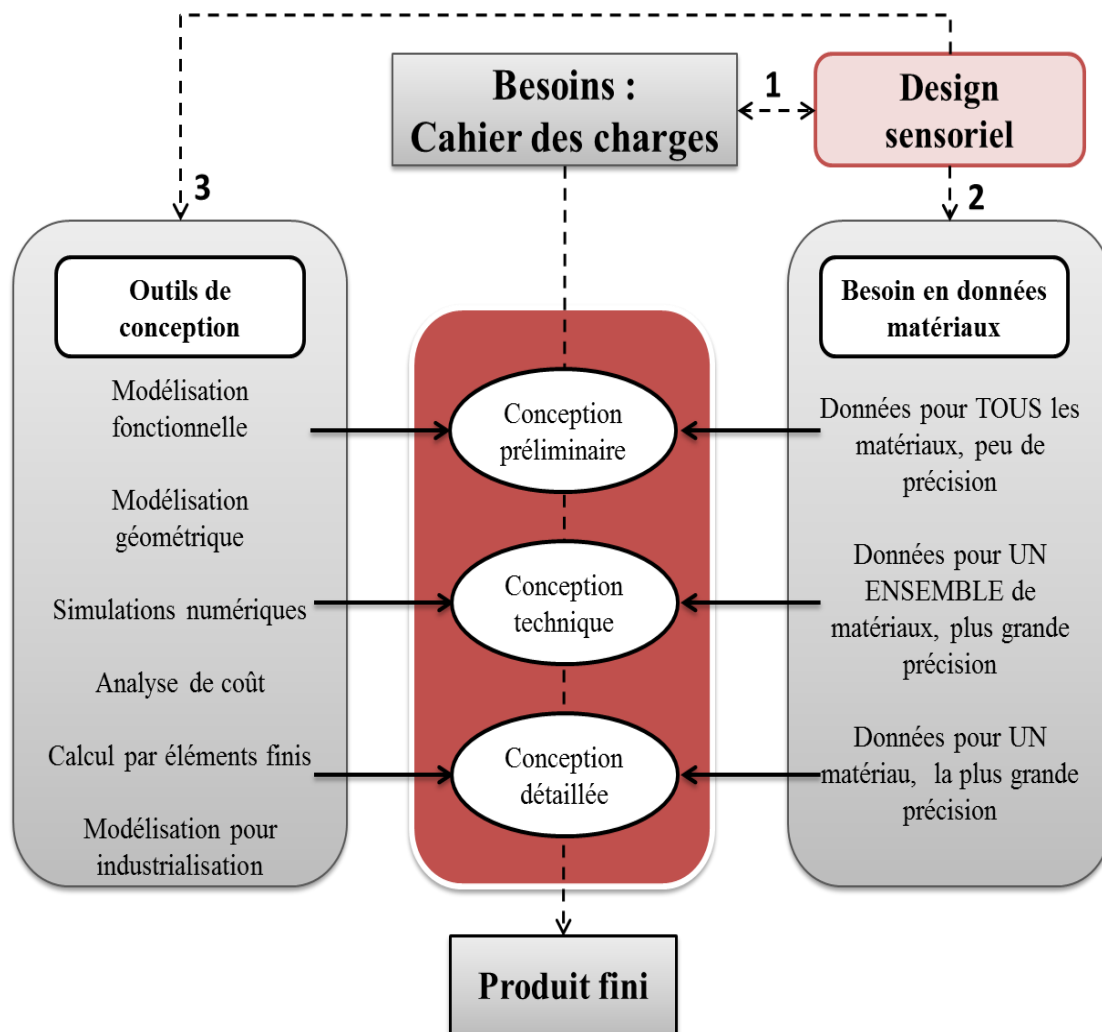 Besoins :
Cahier des charges
1
Design
sensoriel
3
2
Outils de
conception
Modélisation
fonctionnelle
Modélisation
géométrique
Simulations numériques
Analyse de coût
Calcul par éléments finis
Modélisation pour
industrialisation
Conception
préliminaire
Conception
technique
Conception
détaillée
Besoin en données
matériaux
Données pour TOUS les
matériaux, peu de
précision
Données pour UN
ENSEMBLE de
matériaux, plus grande
précision
Données pour UN
matériau, la plus grande
précision
Produit fini